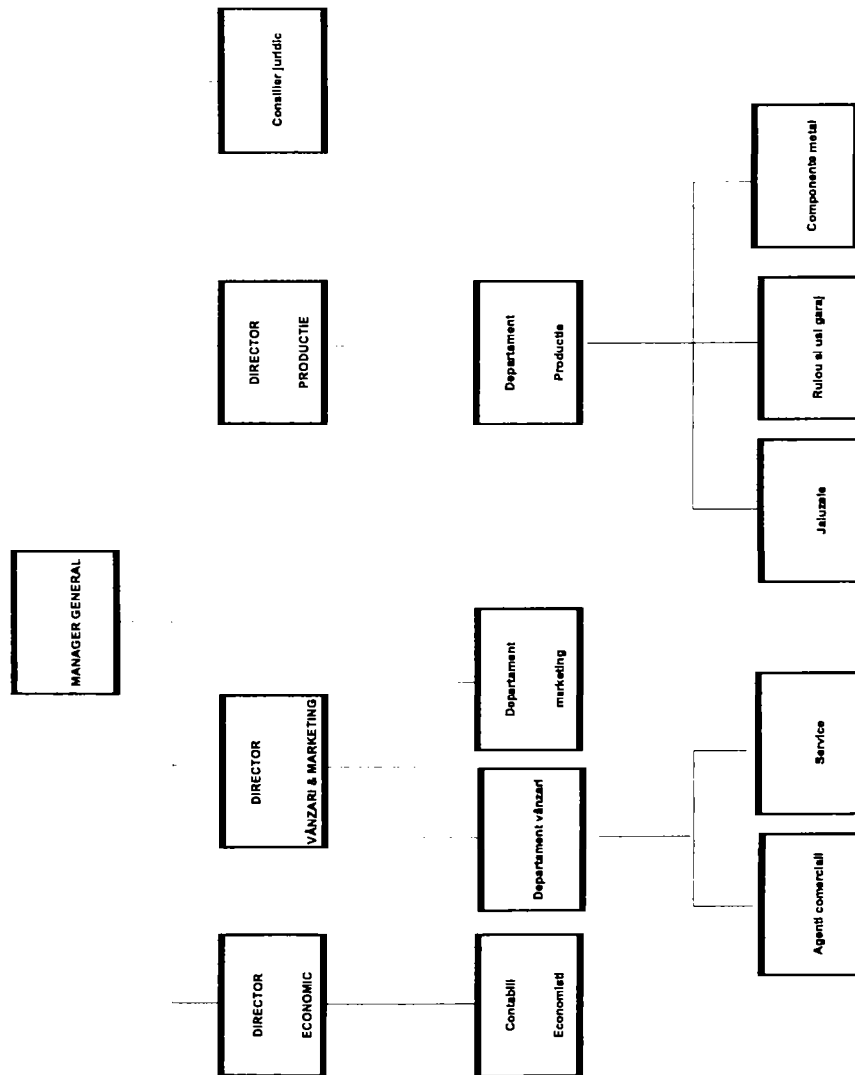 MANAGER GENERAL
DIRECTOR
ECONOMIC
DIRECTOR
VÂNZARI & MARKETING
DIRECTOR
PRODUCTIE
Consilier juridic
Contabili
Economisti
Departament vânzari
Departament
marketing
Departament
Productie
Agenti comerciali
Service
Jaluzele
Rulou si usi garaj
Componente metal